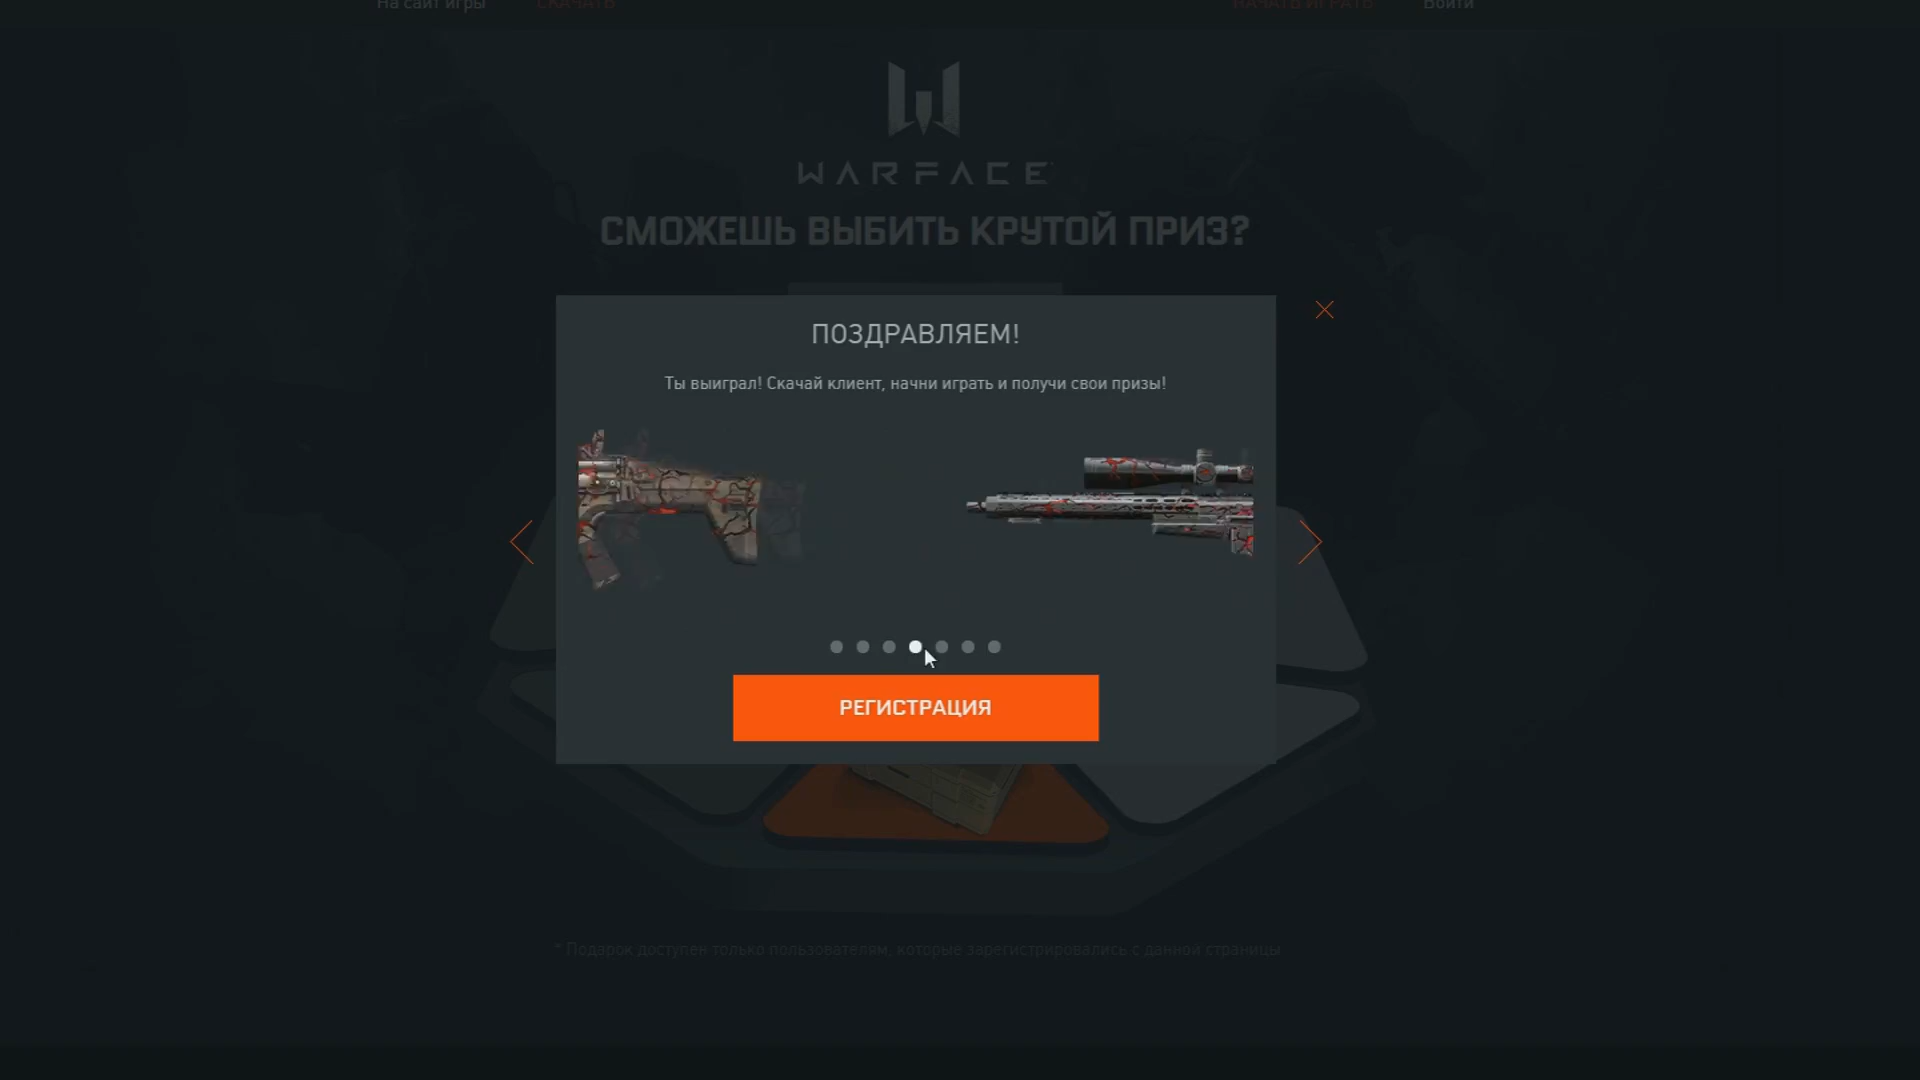 На сайт игры СКАЧАТЬ НАЧАТЬ ИГРАТЬ Войти
WARFACE
СМОЖЕШЬ ВЫБИТЬ КРУТОЙ ПРИЗ?
ПОЗДРАВЛЯЕМ!
Ты выиграл! Скачай клиент, начни играть и получи свои призы!
РЕГИСТРАЦИЯ
* Подарок доступен только пользователям, которые зарегистрировались с данной страницы